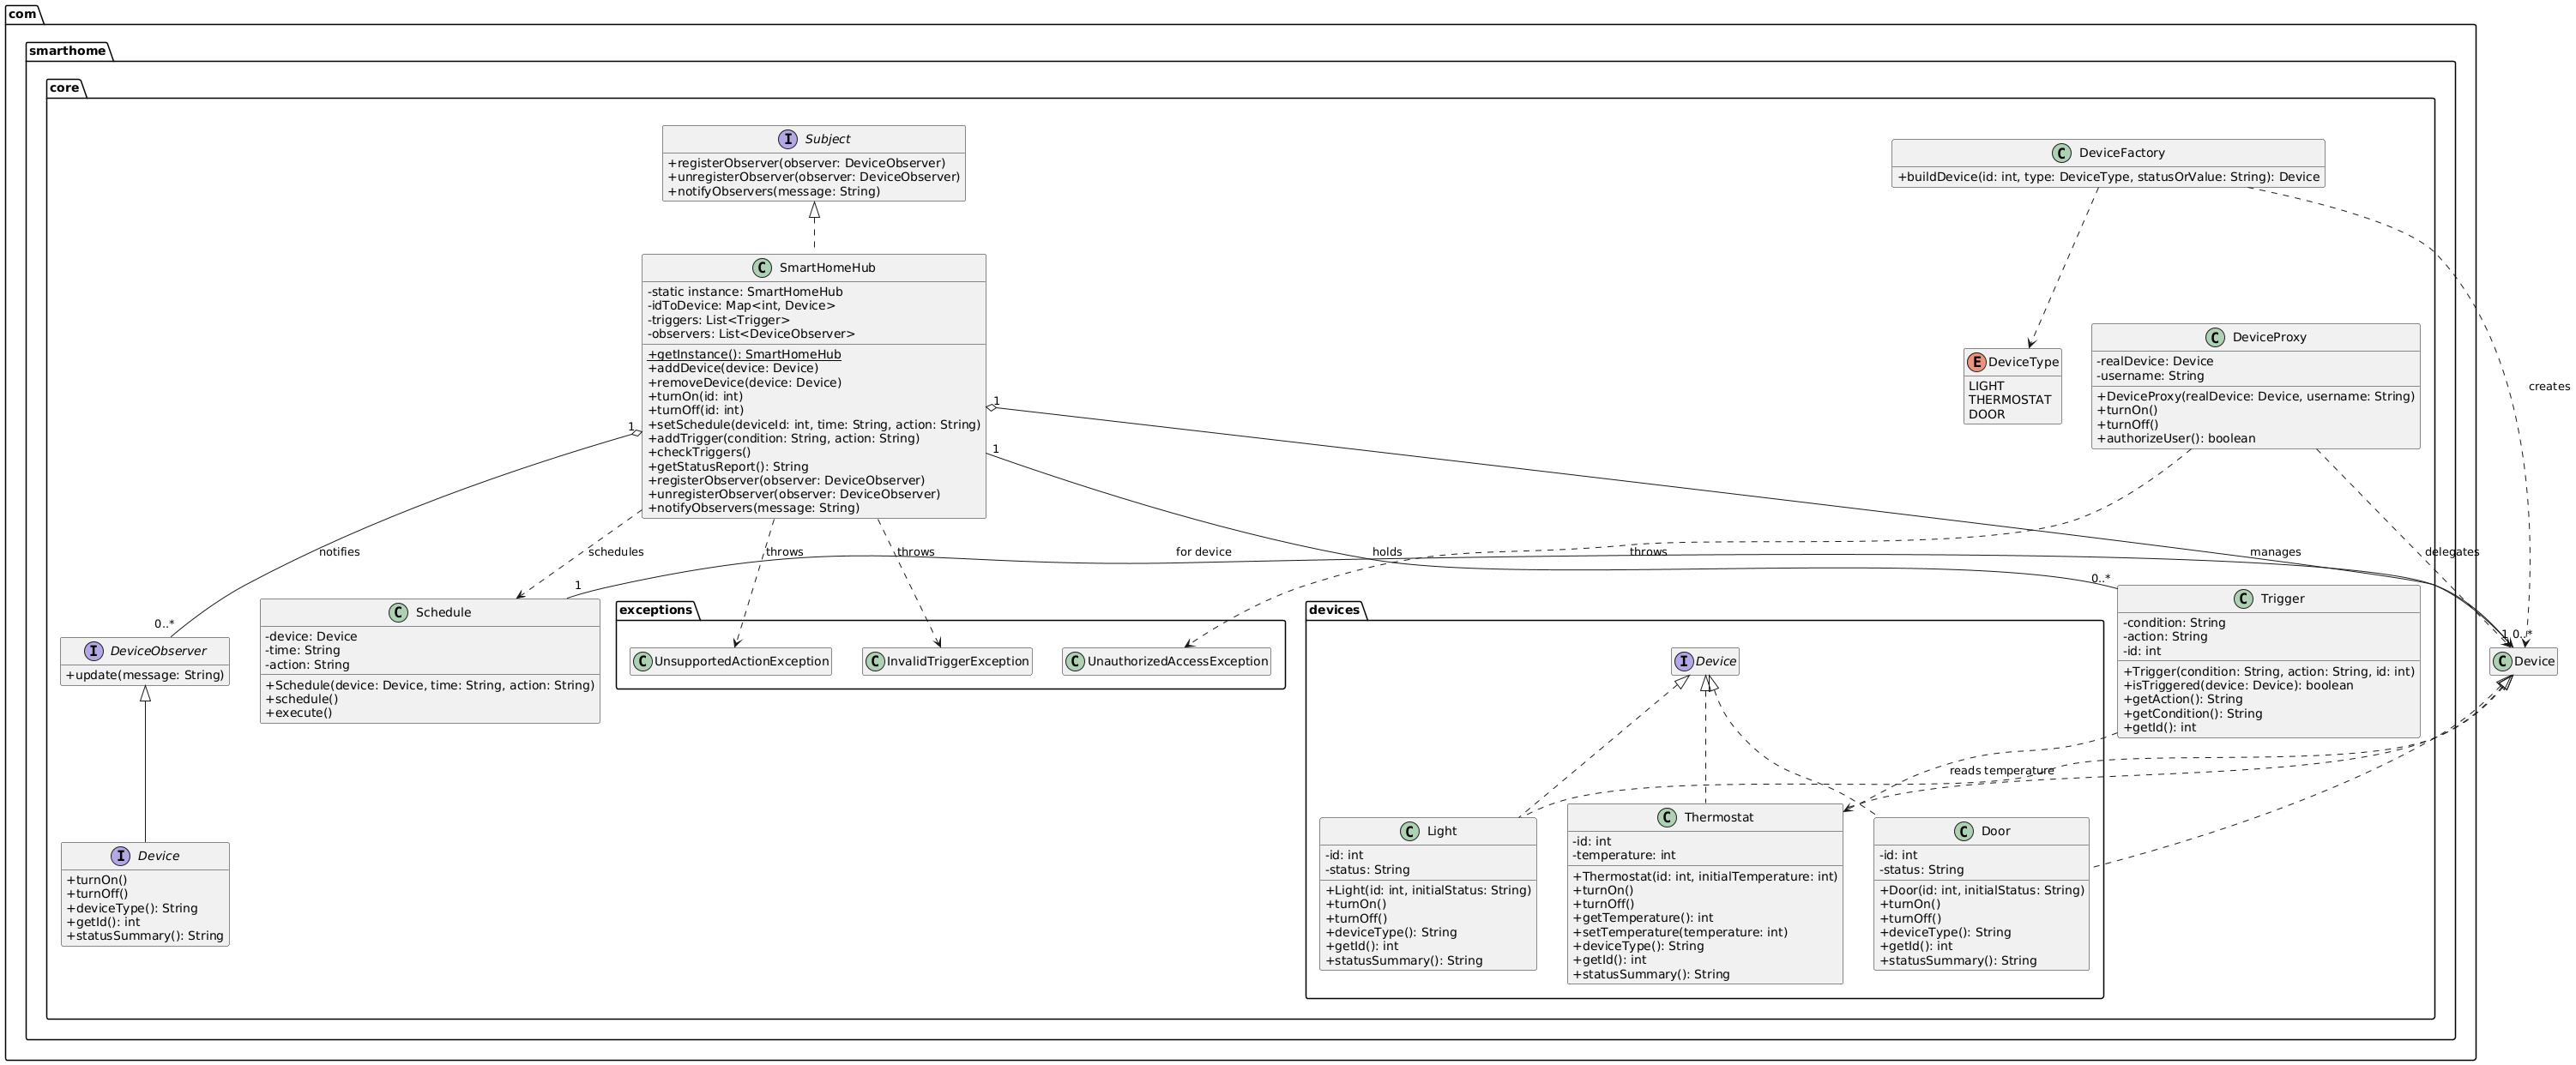 com
smarthome
core
Subject
+registerObserver(observer: DeviceObserver)
+unregisterObserver(observer: DeviceObserver)
+notifyObservers(message: String)
DeviceFactory
+buildDevice(id: int, type: DeviceType, statusOrValue: String): Device
SmartHomeHub
-static instance: SmartHomeHub
-idToDevice: Map<int, Device>
-triggers: List<Trigger>
-observers: List<DeviceObserver>
+getInstance(): SmartHomeHub
+addDevice(device: Device)
+removeDevice(device: Device)
+turnOn(id: int)
+turnOff(id: int)
+setSchedule(deviceId: int, time: String, action: String)
+addTrigger(condition: String, action: String)
+checkTriggers()
+getStatusReport(): String
+registerObserver(observer: DeviceObserver)
+unregisterObserver(observer: DeviceObserver)
+notifyObservers(message: String)
DeviceType
LIGHT
THERMOSTAT
DOOR
DeviceProxy
-realDevice: Device
-username: String
+DeviceProxy(realDevice: Device, username: String)
+turnOn()
+turnOff()
+authorizeUser(): boolean
creates
1
1
1
notifies
schedules
throws
throws
for device
holds
throws
manages
delegates
0..*
1
0..*
1
0..*
DeviceObserver
+update(message: String)
Schedule
-device: Device
-time: String
-action: String
+Schedule(device: Device, time: String, action: String)
+schedule()
+execute()
exceptions
UnsupportedActionException
InvalidTriggerException
UnauthorizedAccessException
devices
Device
Trigger
-condition: String
-action: String
-id: int
+Trigger(condition: String, action: String, id: int)
+isTriggered(device: Device): boolean
+getAction(): String
+getCondition(): String
+getId(): int
Device
reads temperature
Device
+turnOn()
+turnOff()
+deviceType(): String
+getId(): int
+statusSummary(): String
Light
-id: int
-status: String
+Light(id: int, initialStatus: String)
+turnOn()
+turnOff()
+deviceType(): String
+getId(): int
+statusSummary(): String
Thermostat
-id: int
-temperature: int
+Thermostat(id: int, initialTemperature: int)
+turnOn()
+turnOff()
+getTemperature(): int
+setTemperature(temperature: int)
+deviceType(): String
+getId(): int
+statusSummary(): String
Door
-id: int
-status: String
+Door(id: int, initialStatus: String)
+turnOn()
+turnOff()
+deviceType(): String
+getId(): int
+statusSummary(): String